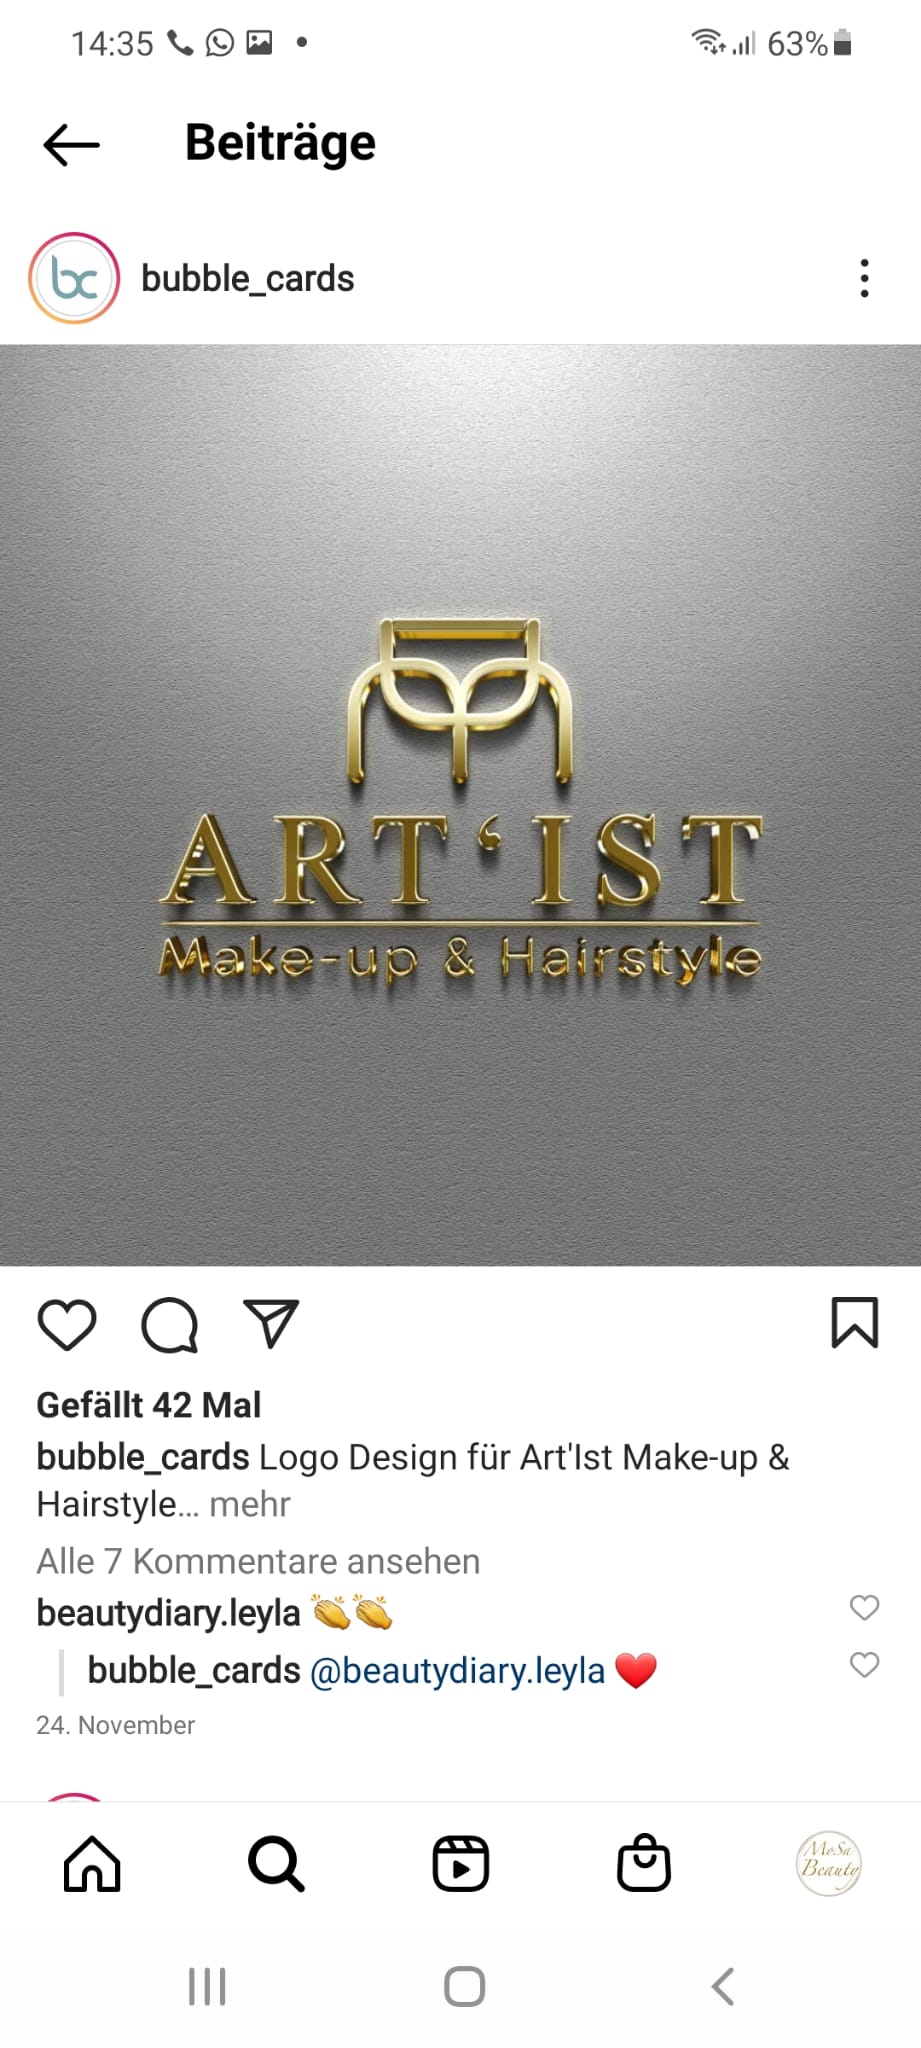 14:35 63%
Beiträge
bc bubble_cards
ART‘IST
Make-up & Hairstyle
Gefällt 42 Mal
bubble_cards Logo Design für Art'Ist Make-up &
Hairstyle... mehr
Alle 7 Kommentare ansehen
beautydiary.leyla 👏👏
bubble_cards @beautydiary.leyla ❤️
24. November
MoSa
Beauty